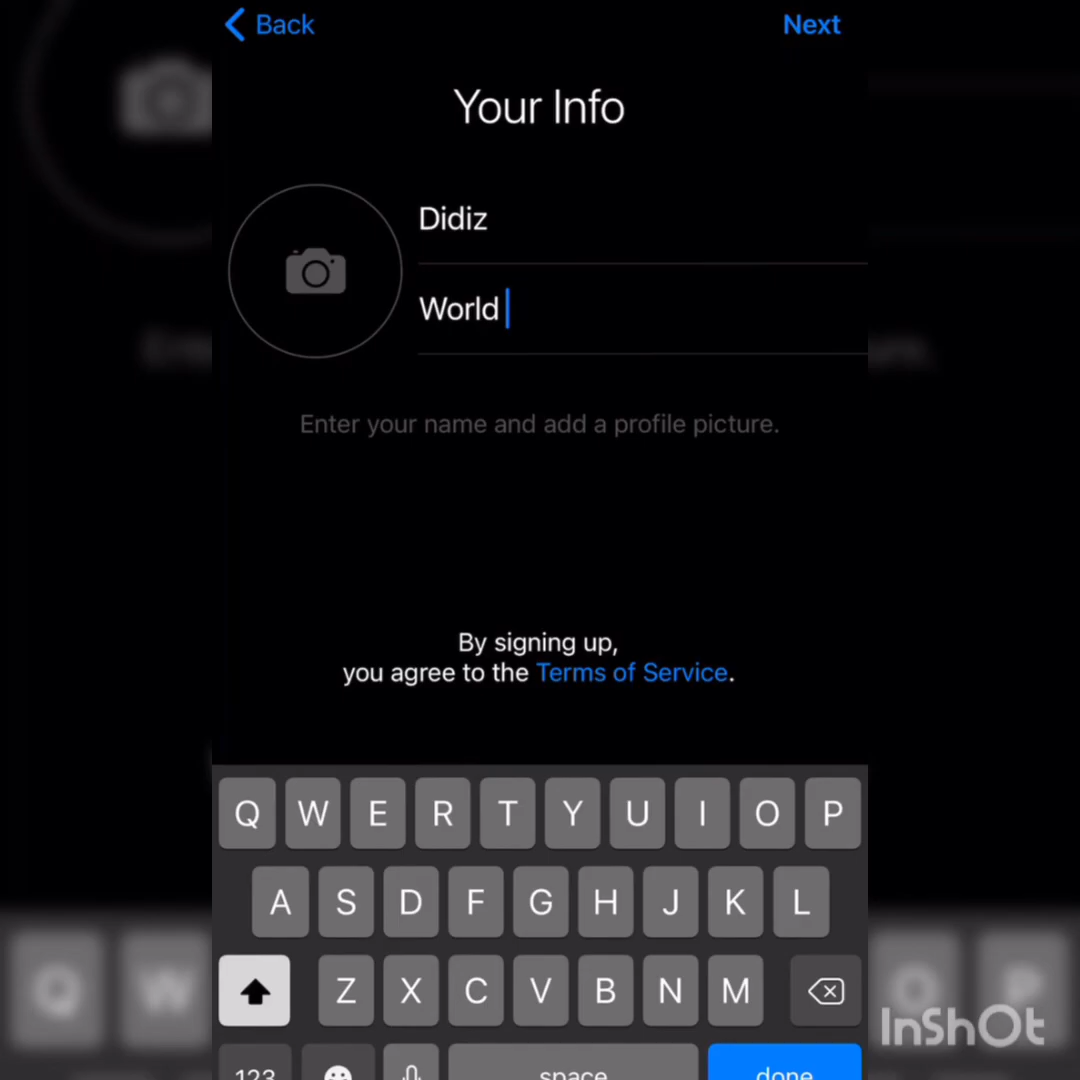 Back
Next
Your Info
Didiz
World
Enter your name and add a profile picture.
By signing up,
you agree to the Terms of Service.
Q W E R T Y U I O P
A S D F G H J K L
Z X C V B N M
123 space done
InShOt